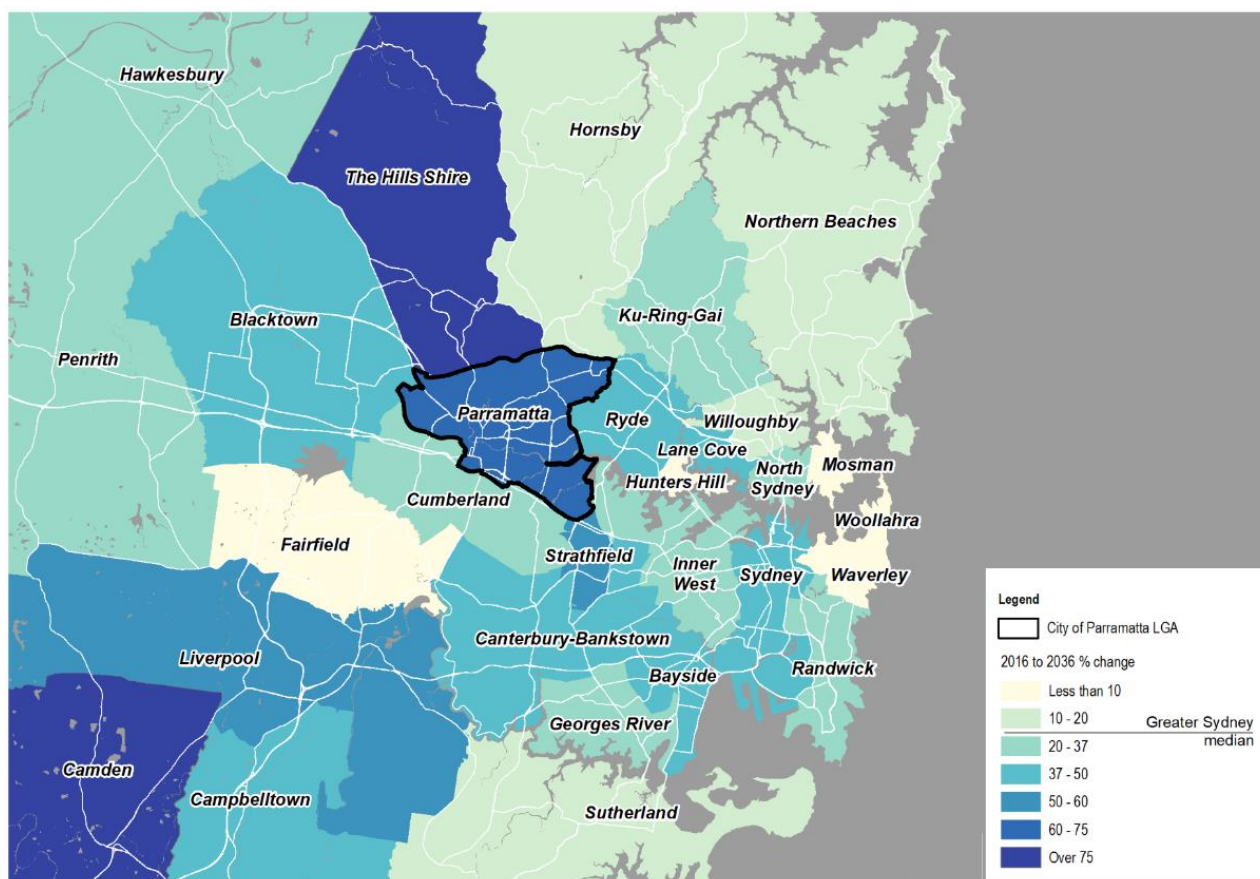 Hawkesbury
Hornsby
The Hills Shire
Northern Beaches
Blacktown
Ku-Ring-Gai
Penrith
Parramatta
Ryde
Willoughby
Lane Cove
Mosman
North
Sydney
Hunters Hill
Cumberland
Woollahra
Fairfield
Strathfield
Inner
West
Sydney
Waverley
Canterbury-Bankstown
Liverpool
Bayside
Randwick
Georges River
Camden
Campbelltown
Sutherland
Legend
City of Parramatta LGA
2016 to 2036 % change
Less than 10
10 - 20
Greater Sydney
median
20 - 37
37 - 50
50 - 60
60 - 75
Over 75